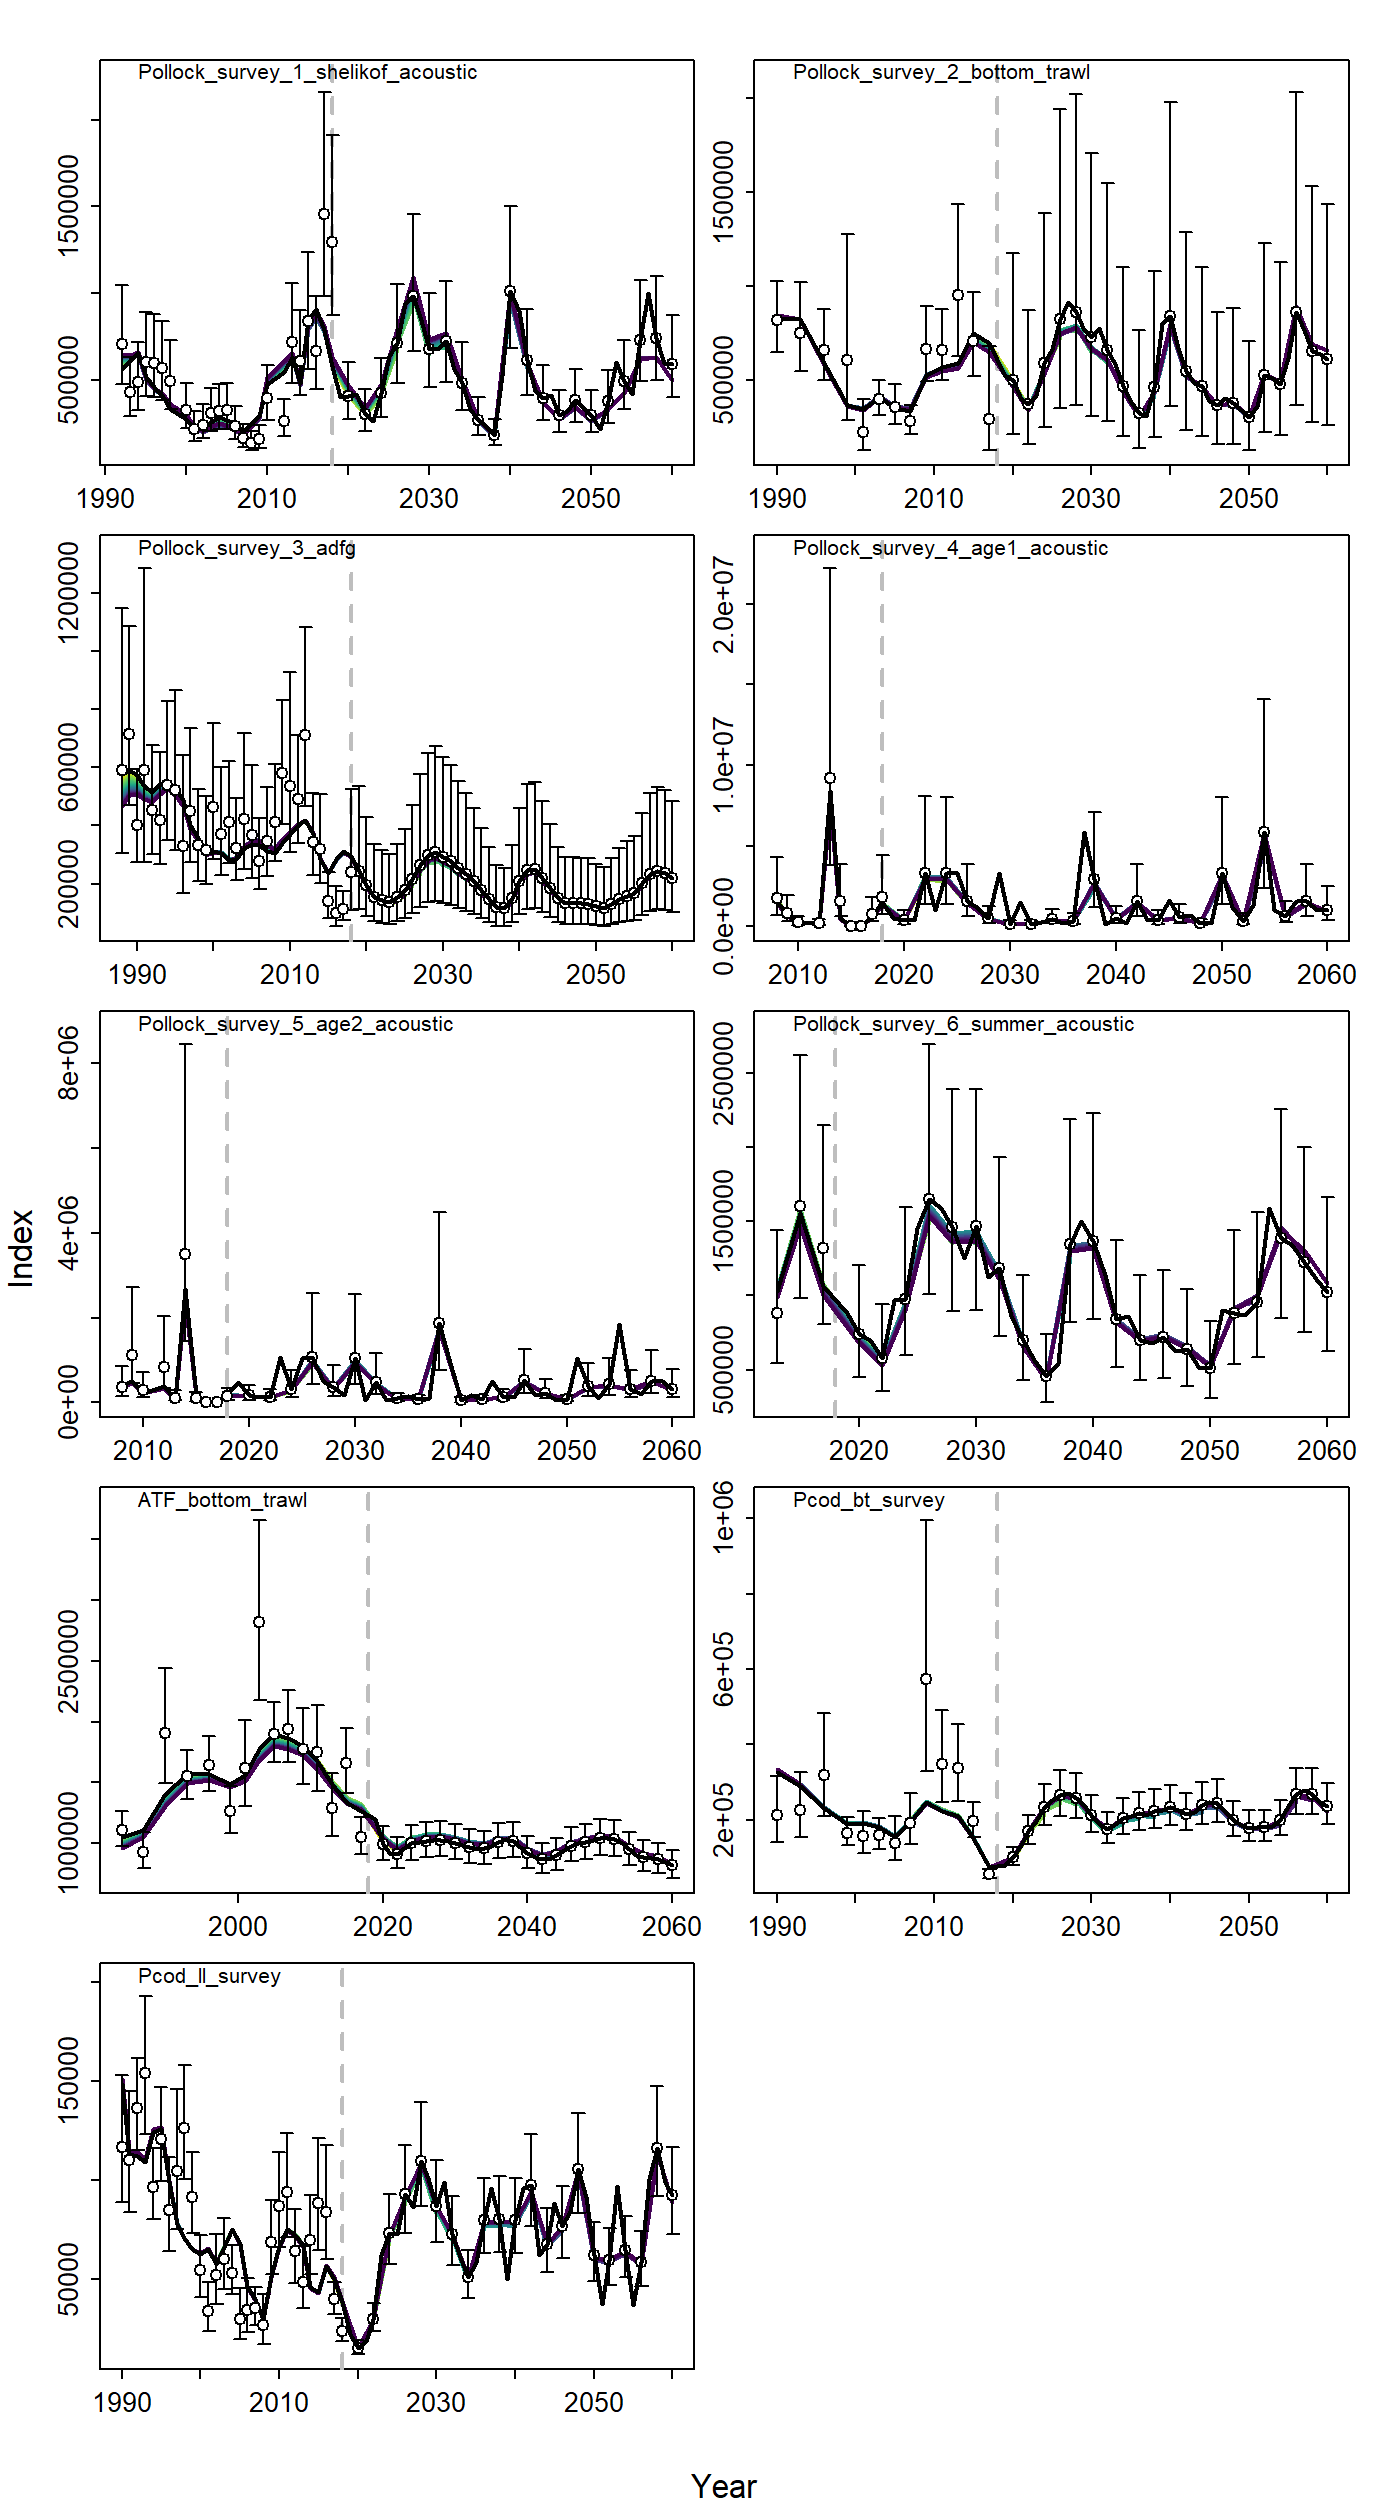 Pollock_survey_1_shelikof_acoustic
500000 1500000
1990 2010 2030 2050
Pollock_survey_2_bottom_trawl
500000 1500000
1990 2010 2030 2050
Pollock_survey_3_adfg
200000 600000 1200000
1990 2010 2030 2050
Pollock_survey_4_age1_acoustic
0.0e+00 1.0e+07 2.0e+07
2010 2020 2030 2040 2050 2060
Pollock_survey_5_age2_acoustic
0e+00 4e+06 8e+06
2010 2020 2030 2040 2050 2060
Pollock_survey_6_summer_acoustic
500000 1500000 2500000
2020 2030 2040 2050 2060
ATF_bottom_trawl
1000000 2500000
2000 2020 2040 2060
Pcod_bt_survey
2e+05 6e+05 1e+06
1990 2010 2030 2050
Pcod_ll_survey
50000 150000
1990 2010 2030 2050
Index
Year